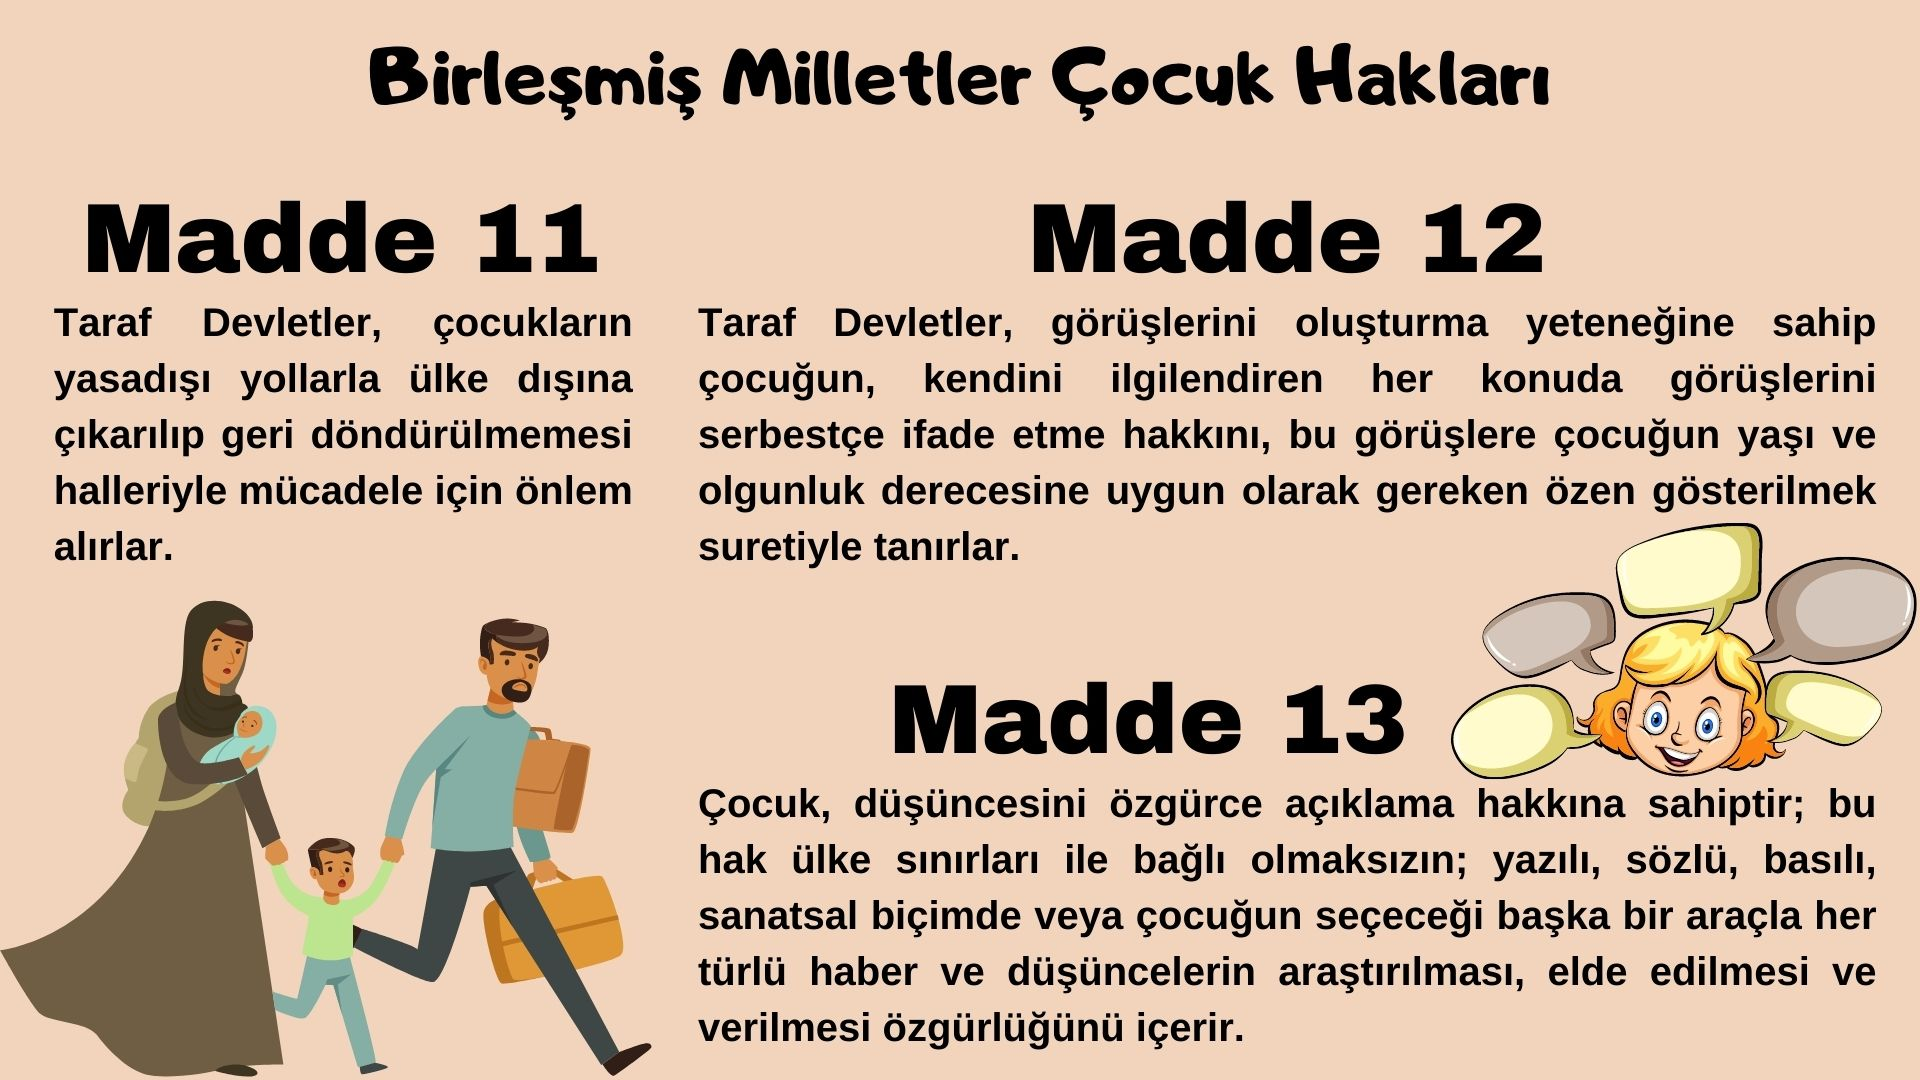 Birleşmiş Milletler Çocuk Hakları
Madde 11
Taraf Devletler, çocukların
yasadışı yollarla ülke dışına
çıkarılıp geri döndürülmemesi
halleriyle mücadele için önlem
alırlar.
Madde 12
Taraf Devletler, görüşlerini oluşturma yeteneğine sahip
çocuğun, kendini ilgilendiren her konuda görüşlerini
serbestçe ifade etme hakkını, bu görüşlere çocuğun yaşı ve
olgunluk derecesine uygun olarak gereken özen gösterilmek
suretiyle tanırlar.
Madde 13
Çocuk, düşüncesini özgürce açıklama hakkına sahiptir; bu
hak ülke sınırları ile bağlı olmaksızın; yazılı, sözlü, basılı,
sanatsal biçimde veya çocuğun seçeceği başka bir araçla her
türlü haber ve düşüncelerin araştırılması, elde edilmesi ve
verilmesi özgürlüğünü içerir.